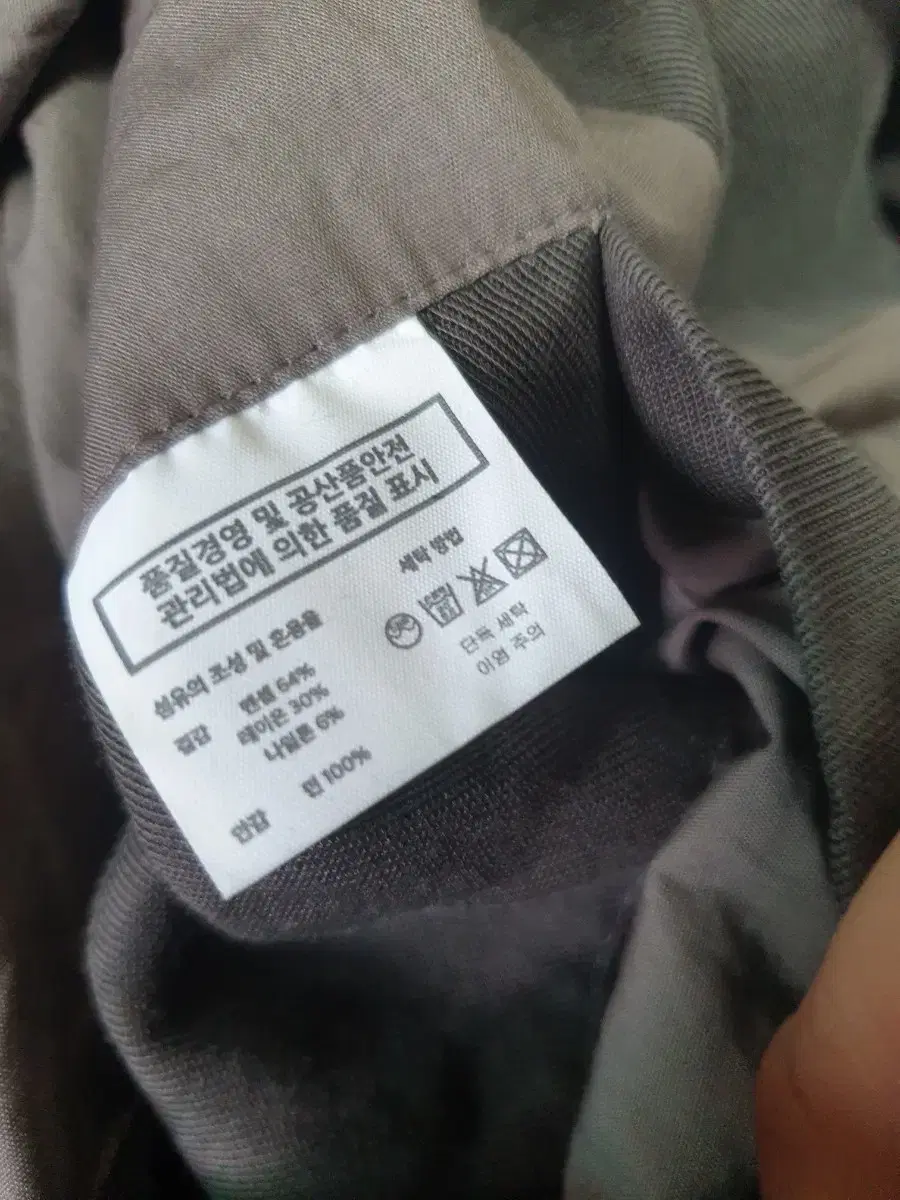 품질경영 및 공산품안전
관리법에 의한 품절 표시
섬유의 조성 및 혼용율
겉감 텐셀 64%
레이온 30%
나일론 6%
안감 면 100%
세탁 방법
단독 세탁
이염 주의